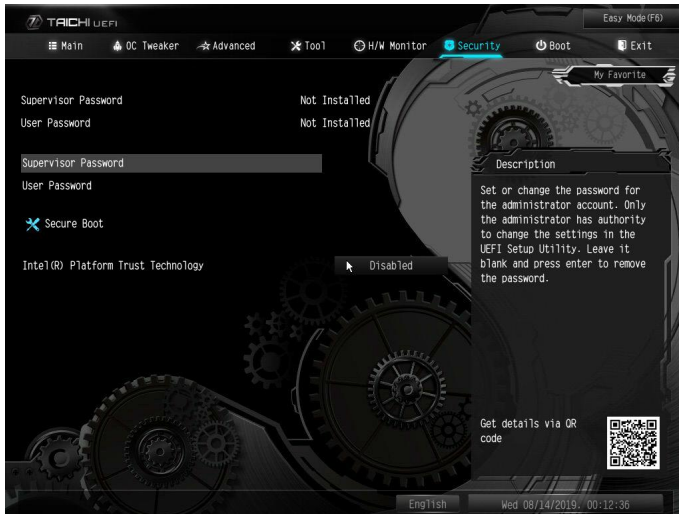 TAICHI UEFI
Easy Mode(F6)
Main
OC Tweaker
Advanced
Tool
H/W Monitor
Security
Boot
Exit
My Favorite
Supervisor Password Not Installed
User Password Not Installed
Supervisor Password
User Password
Secure Boot
Intel(R) Platform Trust Technology Disabled
Description
Set or change the password for
the administrator account. Only
the administrator has authority
to change the settings in the
UEFI Setup Utility. Leave it
blank and press enter to remove
the password.
Get details via QR
code
English
Wed 08/14/2019. 00:12:36